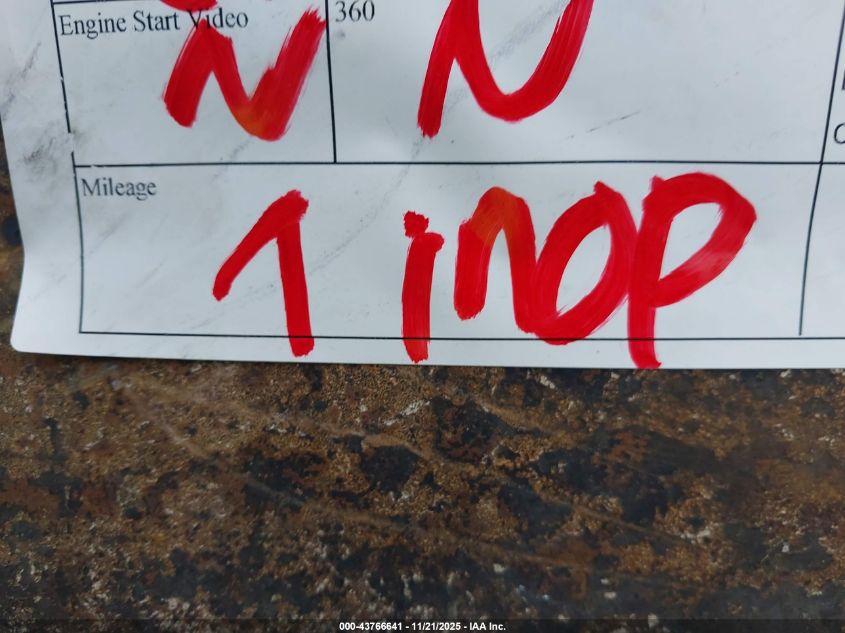 Engine Start Video
360
N
N
Mileage
1 inop
000-43766641 - 11/21/2025 - IAA Inc.